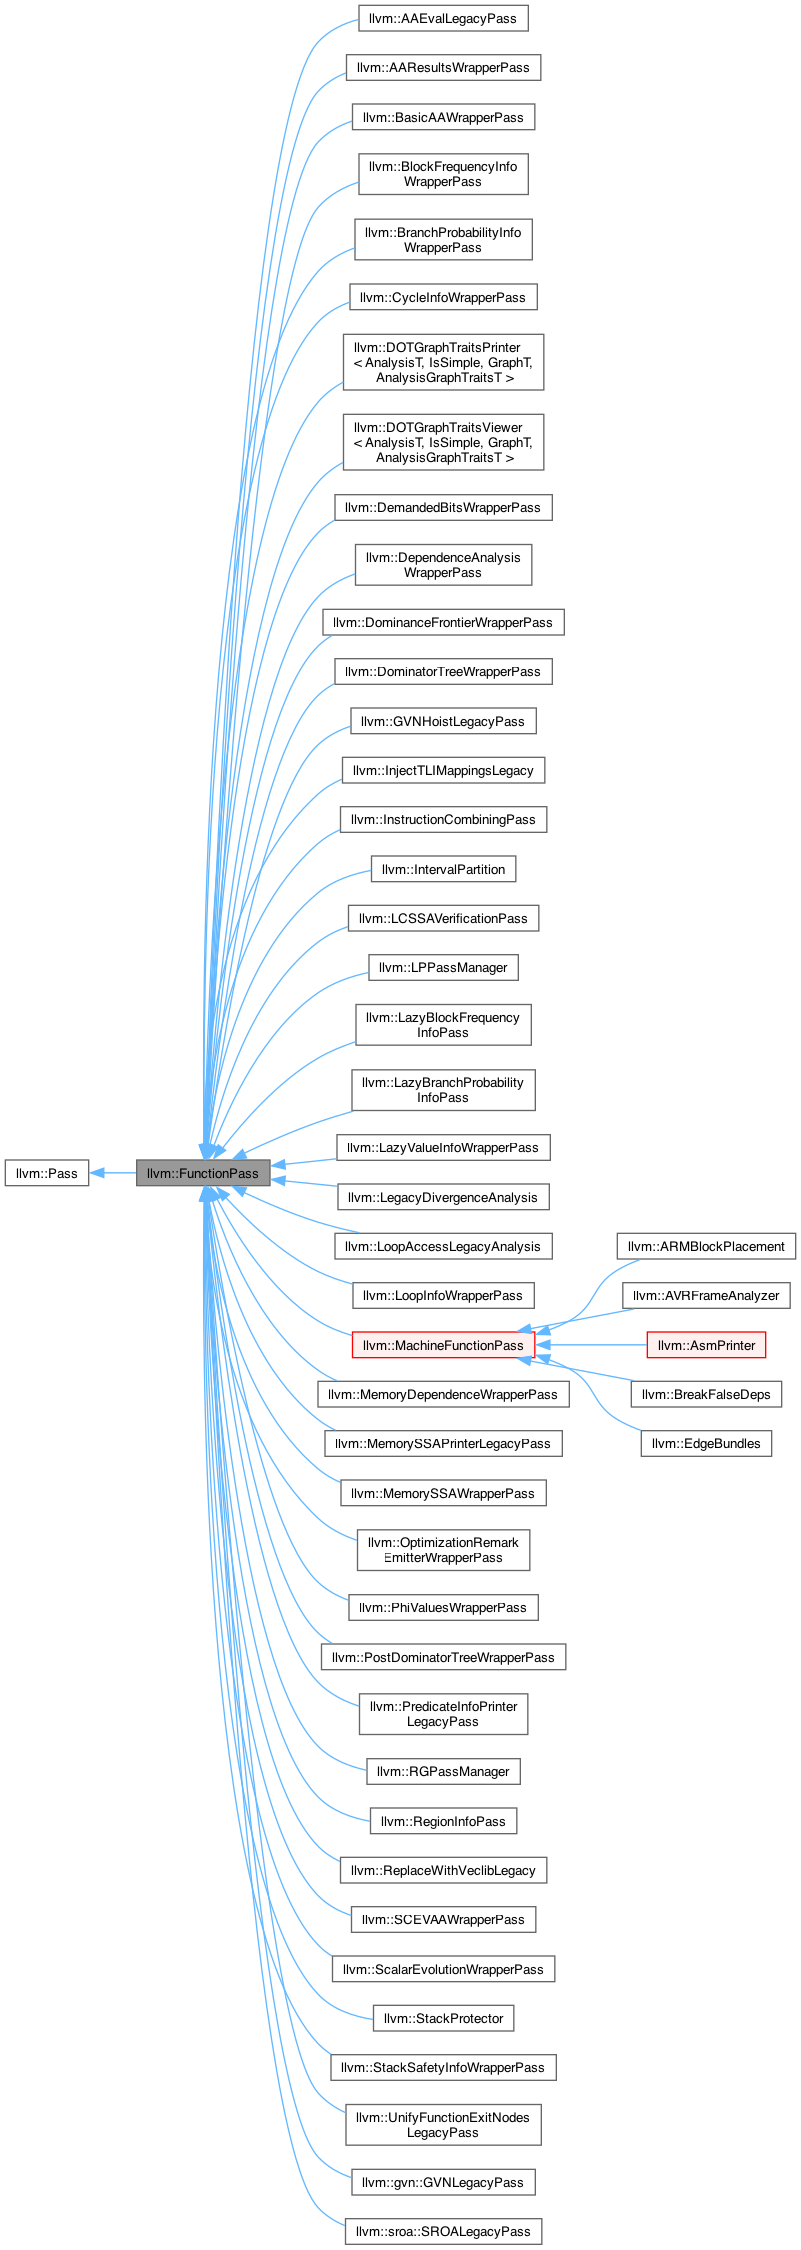 llvm::AAEvalLegacyPass
llvm::AAResultsWrapperPass
llvm::BasicAAWrapperPass
llvm::BlockFrequencyInfo
WrapperPass
llvm::BranchProbabilityInfo
WrapperPass
llvm::CycleInfoWrapperPass
llvm::DOTGraphTraitsPrinter
< AnalysisT, IsSimple, GraphT,
AnalysisGraphTraitsT >
llvm::DOTGraphTraitsViewer
< AnalysisT, IsSimple, GraphT,
AnalysisGraphTraitsT >
llvm::DemandedBitsWrapperPass
llvm::DependenceAnalysis
WrapperPass
llvm::DominanceFrontierWrapperPass
llvm::DominatorTreeWrapperPass
llvm::GVNHoistLegacyPass
llvm::InjectTLIMappingsLegacy
llvm::InstructionCombiningPass
llvm::IntervalPartition
llvm::LCSSAVerificationPass
llvm::LPPassManager
llvm::LazyBlockFrequency
InfoPass
llvm::LazyBranchProbability
InfoPass
llvm::LazyValueInfoWrapperPass
llvm::Pass
llvm::FunctionPass
llvm::LegacyDivergenceAnalysis
llvm::LoopAccessLegacyAnalysis
llvm::ARMBlockPlacement
llvm::LoopInfoWrapperPass
llvm::AVRFrameAnalyzer
llvm::MachineFunctionPass
llvm::AsmPrinter
llvm::MemoryDependenceWrapperPass
llvm::BreakFalseDeps
llvm::MemorySSAPrinterLegacyPass
llvm::EdgeBundles
llvm::MemorySSAWrapperPass
llvm::OptimizationRemark
EmitterWrapperPass
llvm::PhiValuesWrapperPass
llvm::PostDominatorTreeWrapperPass
llvm::PredicateInfoPrinter
LegacyPass
llvm::RGPassManager
llvm::RegionInfoPass
llvm::ReplaceWithVeclibLegacy
llvm::SCEVAAWrapperPass
llvm::ScalarEvolutionWrapperPass
llvm::StackProtector
llvm::StackSafetyInfoWrapperPass
llvm::UnifyFunctionExitNodes
LegacyPass
llvm::gvn::GVNLegacyPass
llvm::sroa::SROALegacyPass